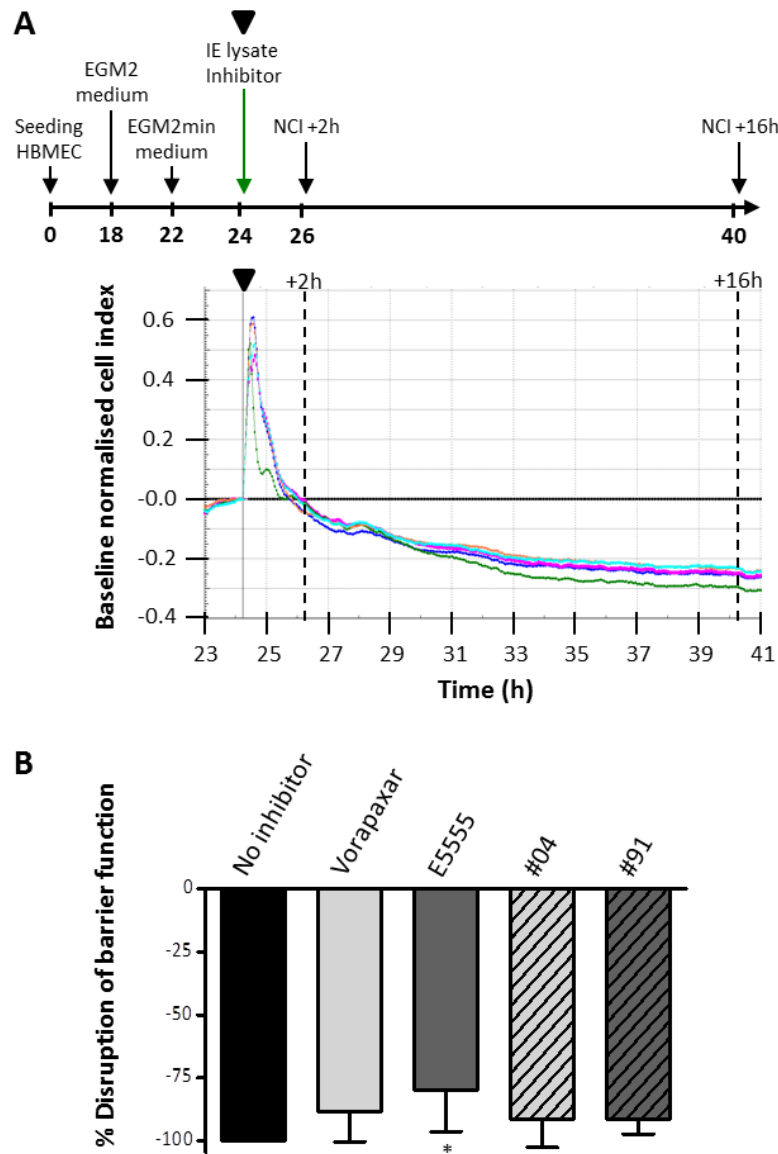 A
IE lysate
Inhibitor
EGM2
medium
Seeding
HBMEC
EGM2min
medium
NCI +2h
NCI +16h
0 18 22 24 26 40
+2h +16h
Baseline normalised cell index
0.6
0.4
0.2
-0.0
-0.2
-0.4
23 25 27 29 31 33 35 37 39 41
Time (h)
B
No inhibitor Vorapaxar E5555 #04 #91
% Disruption of barrier function
0
-25
-50
-75
-100
*